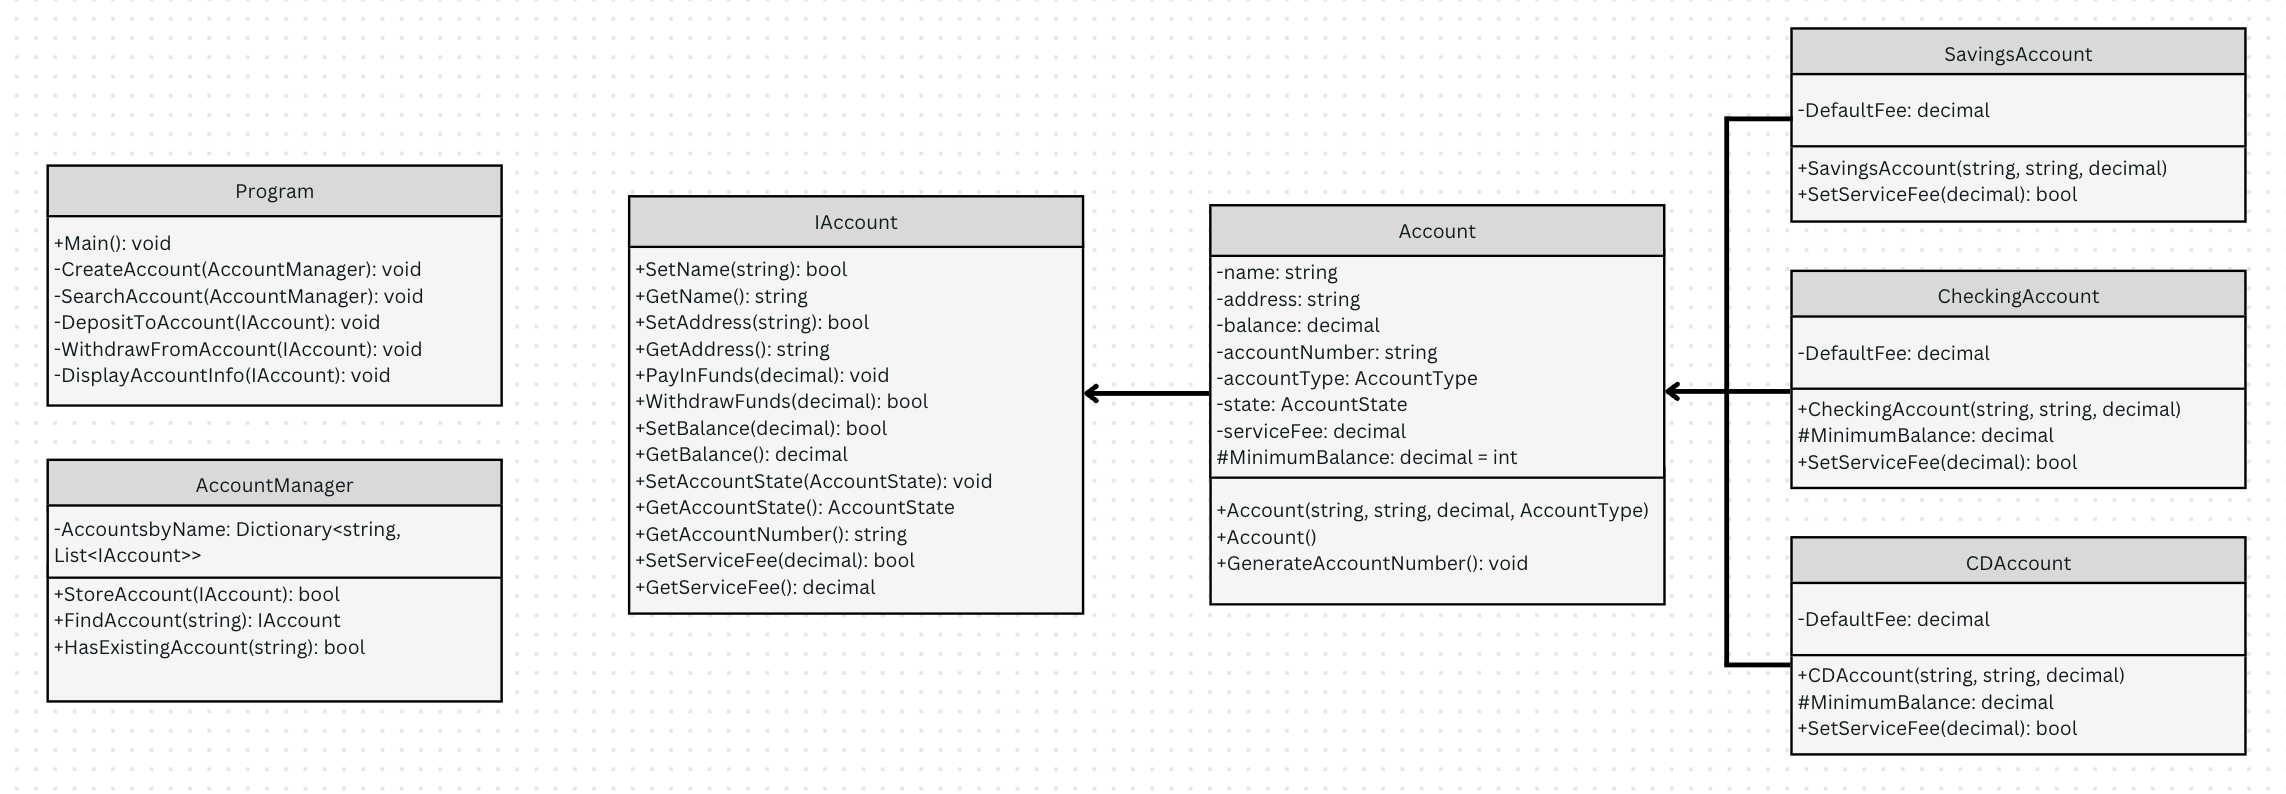 Program
+Main(): void
-CreateAccount(AccountManager): void
-SearchAccount(AccountManager): void
-DepositToAccount(IAccount): void
-WithdrawFromAccount(IAccount): void
-DisplayAccountInfo(IAccount): void
AccountManager
-AccountsbyName: Dictionary<string,
List<IAccount>>
+StoreAccount(IAccount): bool
+FindAccount(string): IAccount
+HasExistingAccount(string): bool
IAccount
+SetName(string): bool
+GetName(): string
+SetAddress(string): bool
+GetAddress(): string
+PayInFunds(decimal): void
+WithdrawFunds(decimal): bool
+SetBalance(decimal): bool
+GetBalance(): decimal
+SetAccountState(AccountState): void
+GetAccountState(): AccountState
+GetAccountNumber(): string
+SetServiceFee(decimal): bool
+GetServiceFee(): decimal
Account
-name: string
-address: string
-balance: decimal
-accountNumber: string
-accountType: AccountType
-state: AccountState
-serviceFee: decimal
#MinimumBalance: decimal = int
+Account(string, string, decimal, AccountType)
+Account()
+GenerateAccountNumber(): void
SavingsAccount
-DefaultFee: decimal
+SavingsAccount(string, string, decimal)
+SetServiceFee(decimal): bool
CheckingAccount
-DefaultFee: decimal
+CheckingAccount(string, string, decimal)
#MinimumBalance: decimal
+SetServiceFee(decimal): bool
CDAccount
-DefaultFee: decimal
+CDAccount(string, string, decimal)
#MinimumBalance: decimal
+SetServiceFee(decimal): bool